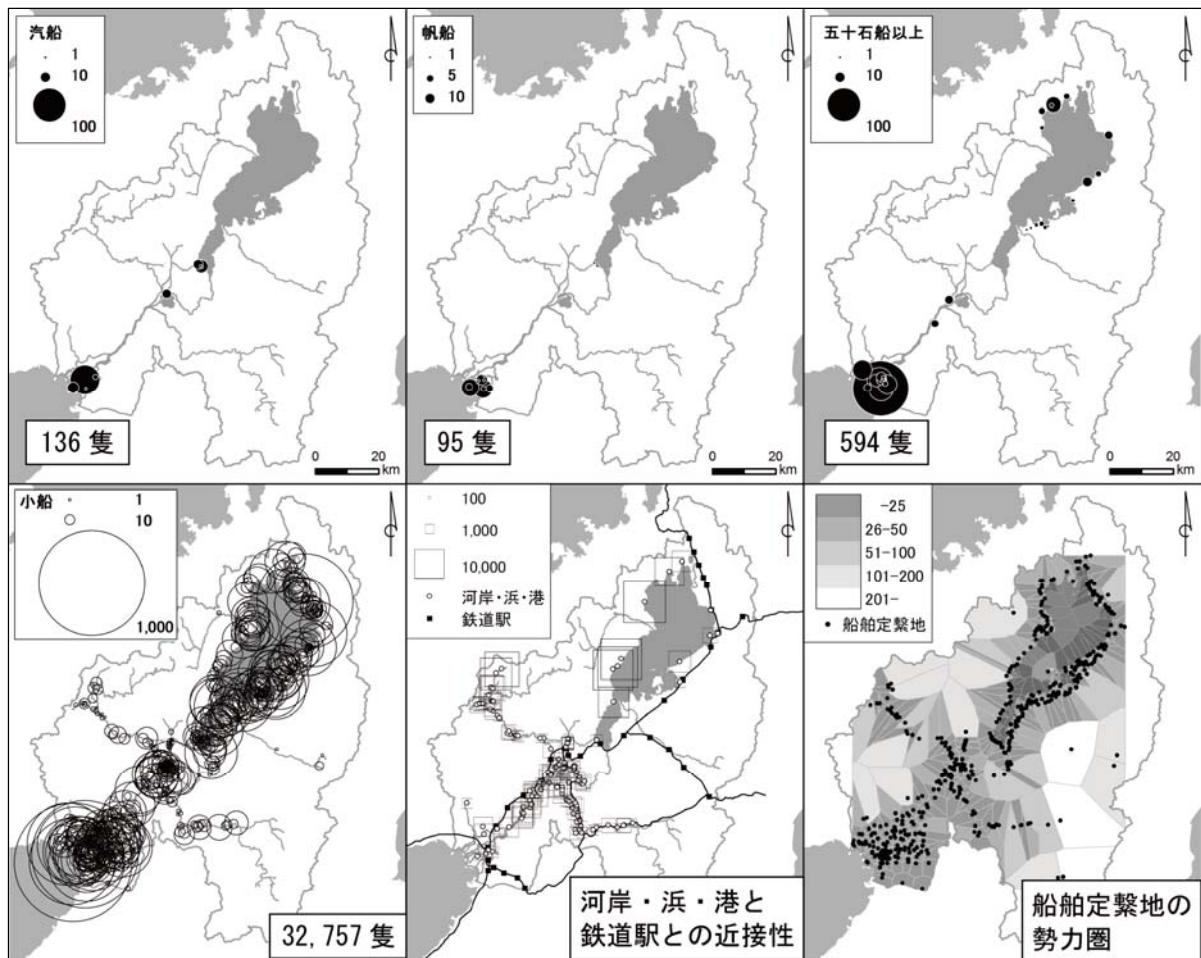 汽船
1
10
100
136 隻
0
20
km
帆船
1
5
10
95 隻
0
20
km
五十石船以上
1
10
100
594 隻
0
20
km
小船
1
10
1,000
32,757 隻
100
1,000
10,000
河岸・浜・港
鉄道駅
河岸・浜・港と
鉄道駅との近接性
-25
26-50
51-100
101-200
201-
船舶定繋地
船舶定繋地の
勢力圏